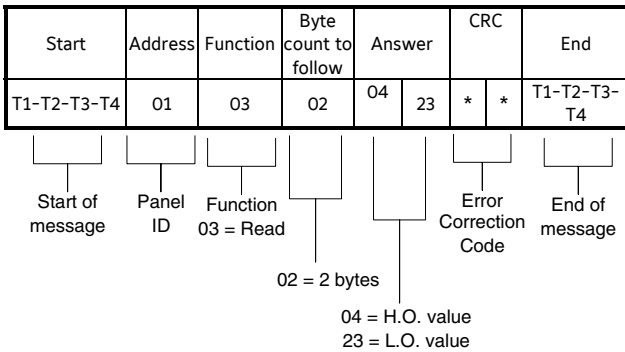 Start Address Function Byte count to follow Answer CRC End
T1-T2-T3-T4 01 03 02 04 23 * * T1-T2-T3-T4
Start of message
Panel ID
Function
03 = Read
Error Correction Code
End of message
02 = 2 bytes
04 = H.O. value
23 = L.O. value